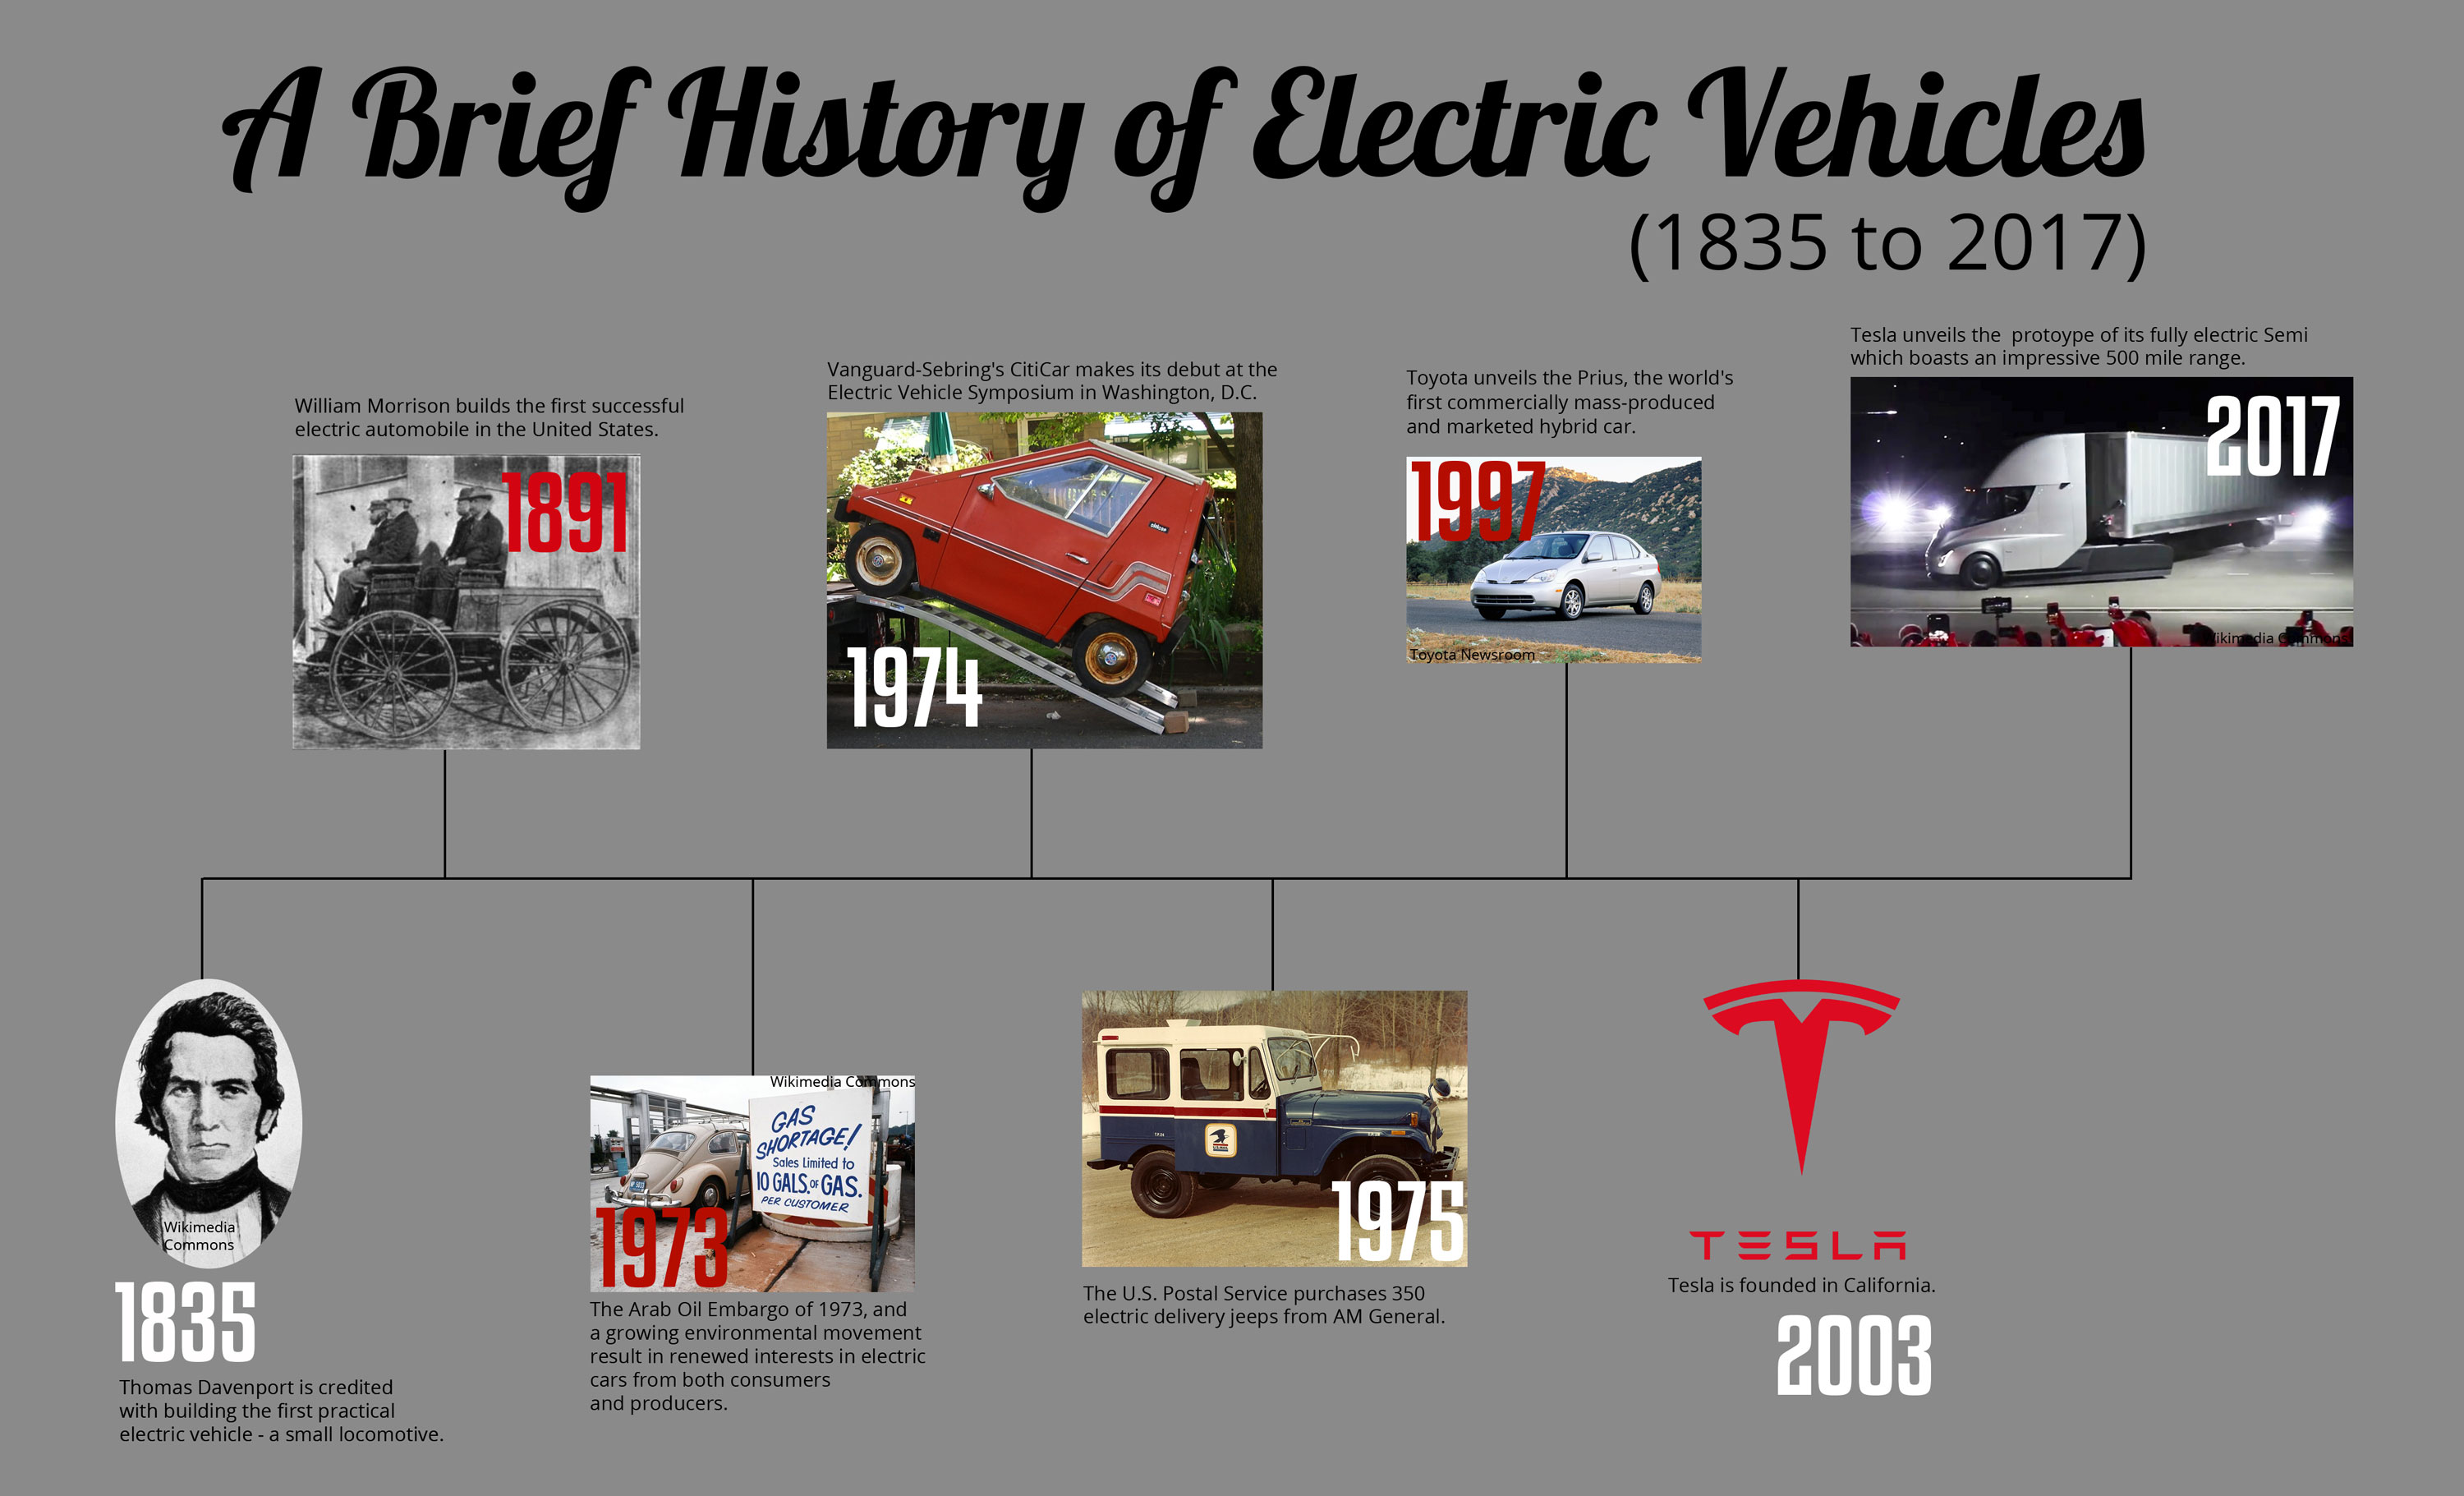 A Brief History of Electric Vehicles
(1835 to 2017)
William Morrison builds the first successful
electric automobile in the United States.
1891
Vanguard-Sebring's CitiCar makes its debut at the
Electric Vehicle Symposium in Washington, D.C.
1974
Toyota unveils the Prius, the world's
first commercially mass-produced
and marketed hybrid car.
1997
Toyota Newsroom
Tesla unveils the  protoype of its fully electric Semi
which boasts an impressive 500 mile range.
2017
Wikimedia Commons
Wikimedia
Commons
1835
Thomas Davenport is credited
with building the first practical
electric vehicle - a small locomotive.
Wikimedia Commons
GAS
SHORTAGE!
Sales Limited to
10 GALS. OF GAS.
PER CUSTOMER
1973
The Arab Oil Embargo of 1973, and
a growing environmental movement
result in renewed interests in electric
cars from both consumers
and producers.
1975
The U.S. Postal Service purchases 350
electric delivery jeeps from AM General.
TESLA
Tesla is founded in California.
2003